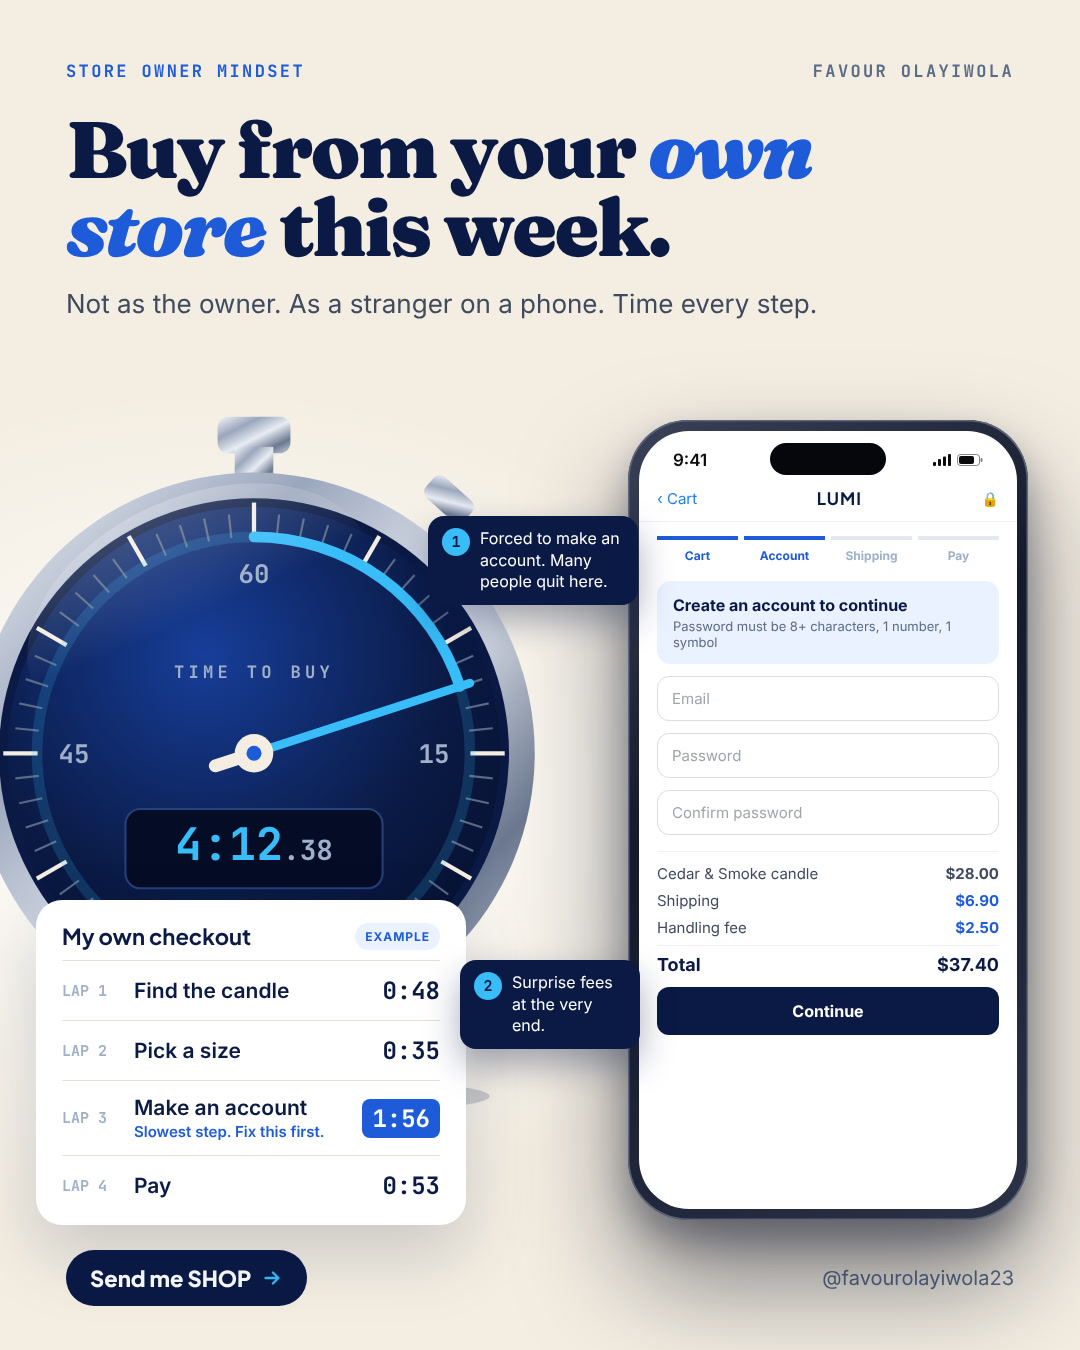 STORE OWNER MINDSET
FAVOUR OLAYIWOLA
Buy from your own
store this week.
Not as the owner. As a stranger on a phone. Time every step.
60
TIME TO BUY
45
15
4:12.38
1
Forced to make an
account. Many
people quit here.
9:41
‹ Cart
LUMI
Cart
Account
Shipping
Pay
Create an account to continue
Password must be 8+ characters, 1 number, 1
symbol
Email
Password
Confirm password
Cedar & Smoke candle $28.00
Shipping $6.90
Handling fee $2.50
Total $37.40
Continue
2
Surprise fees
at the very
end.
My own checkout
EXAMPLE
LAP 1 Find the candle 0:48
LAP 2 Pick a size 0:35
LAP 3 Make an account 1:56
Slowest step. Fix this first.
LAP 4 Pay 0:53
Send me SHOP →
@favourolayiwola23